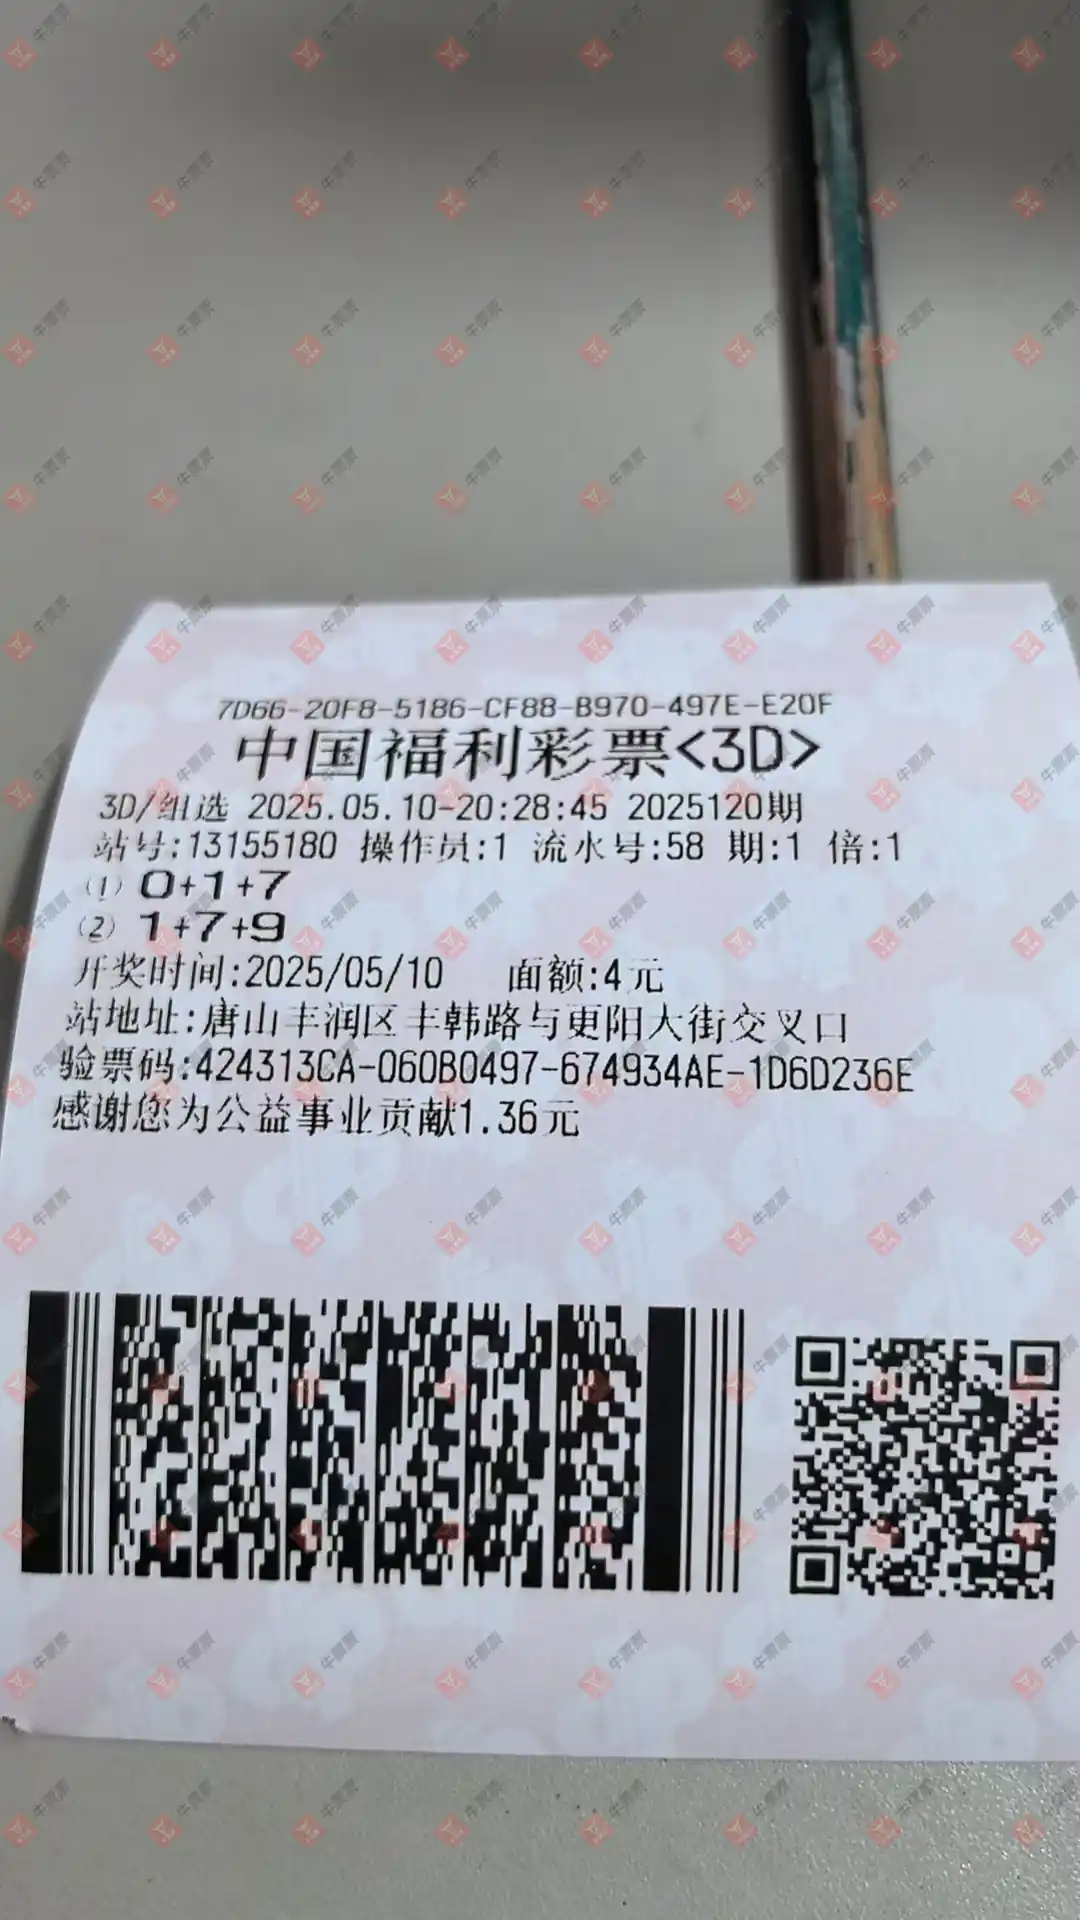 7D66-20F8-5186-CF88-B970-497E-E20F
中国福利彩票<3D>
3D/组选 2025.05.10-20:28:45 2025120期
站号:13155180 操作员:1 流水号:58 期:1 倍:1
(1) 0+1+7
(2) 1+7+9
开奖时间:2025/05/10 面额:4元
站地址:唐山丰润区丰韩路与更阳大街交叉口
验票码:424313CA-060B0497-674934AE-1D6D236E
感谢您为公益事业贡献1.36元
牛票票